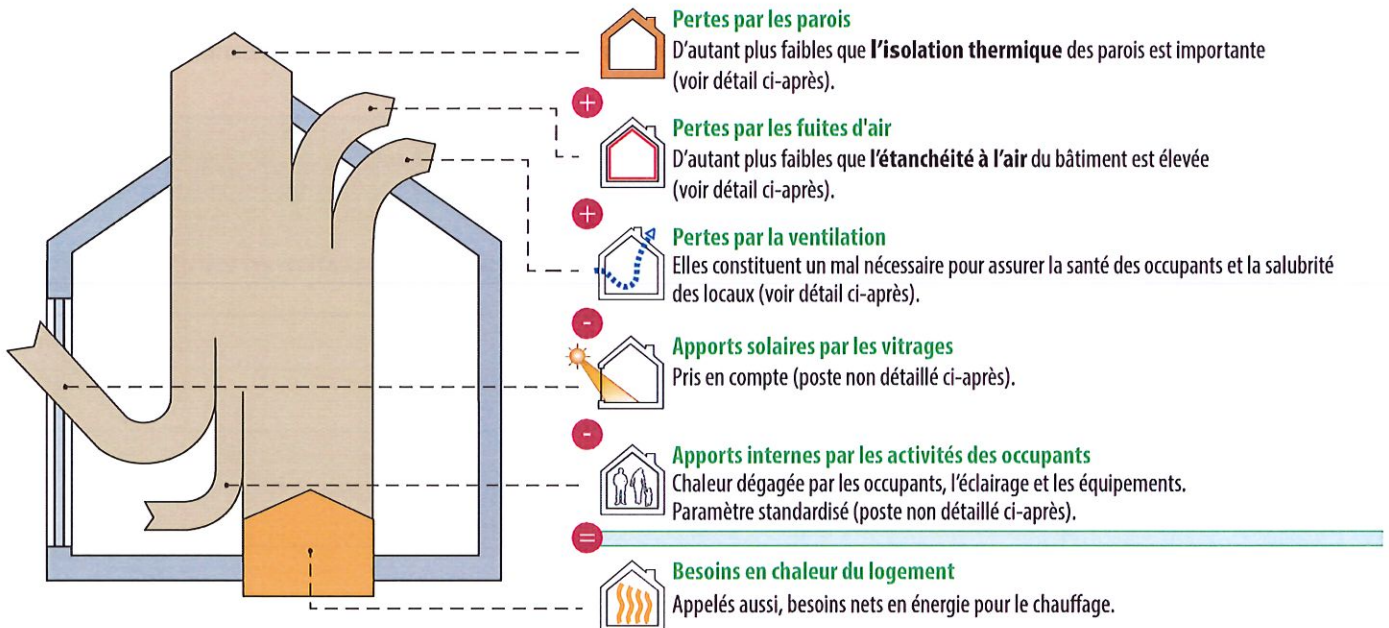 Pertes par les parois
D'autant plus faibles que l'isolation thermique des parois est importante
(voir détail ci-après).
+
Pertes par les fuites d'air
D'autant plus faibles que l'étanchéité à l'air du bâtiment est élevée
(voir détail ci-après).
+
Pertes par la ventilation
Elles constituent un mal nécessaire pour assurer la santé des occupants et la salubrité
des locaux (voir détail ci-après).
-
Apports solaires par les vitrages
Pris en compte (poste non détaillé ci-après).
-
Apports internes par les activités des occupants
Chaleur dégagée par les occupants, l'éclairage et les équipements.
Paramètre standardisé (poste non détaillé ci-après).
=
Besoins en chaleur du logement
Appelés aussi, besoins nets en énergie pour le chauffage.